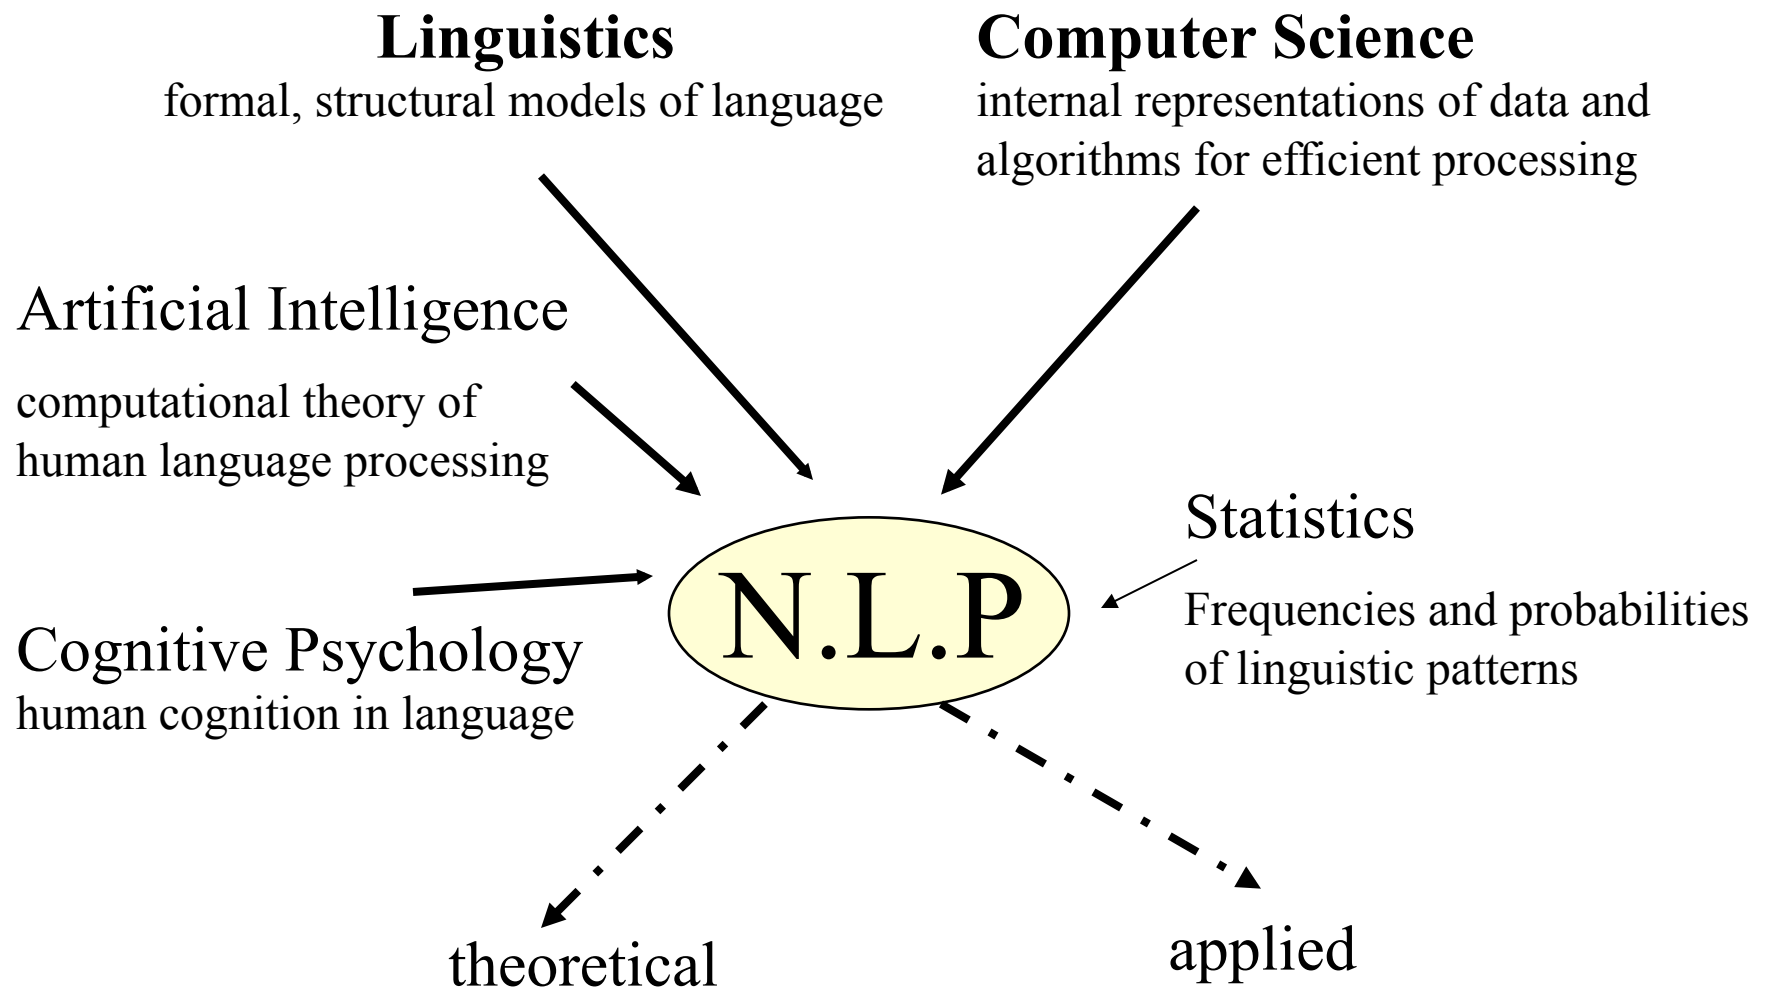 Linguistics
formal, structural models of language
Computer Science
internal representations of data and
algorithms for efficient processing
Artificial Intelligence
computational theory of
human language processing
Statistics
Frequencies and probabilities
of linguistic patterns
N.L.P
Cognitive Psychology
human cognition in language
theoretical
applied